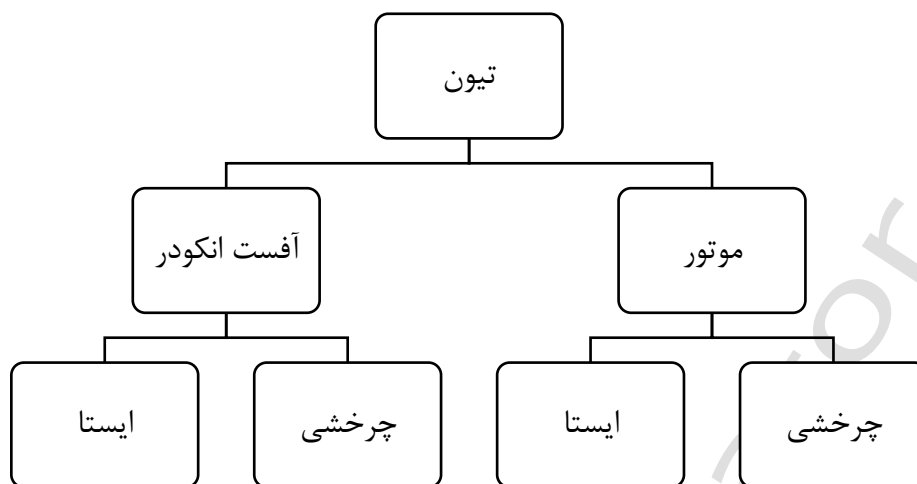 تیون
موتور
آفست انکودر
چرخشی
ایستا
چرخشی
ایستا